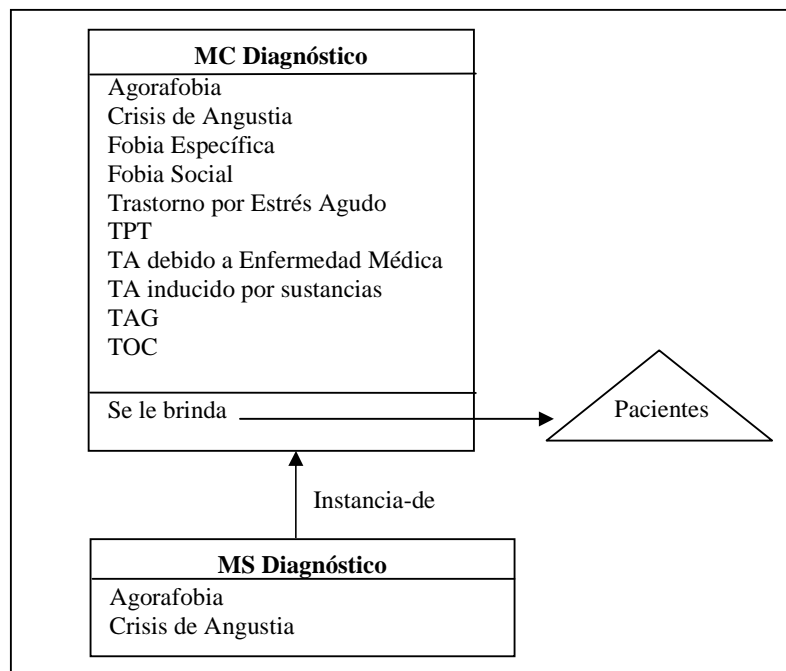 MC Diagnóstico
Agorafobia
Crisis de Angustia
Fobia Específica
Fobia Social
Trastorno por Estrés Agudo
TPT
TA debido a Enfermedad Médica
TA inducido por sustancias
TAG
TOC
Se le brinda
Pacientes
Instancia-de
MS Diagnóstico
Agorafobia
Crisis de Angustia